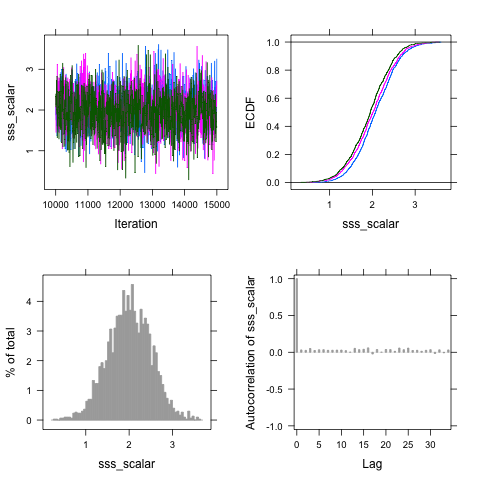 sss_scalar
3
2
1
10000 11000 12000 13000 14000 15000
Iteration
ECDF
1.0
0.8
0.6
0.4
0.2
0.0
1 2 3
sss_scalar
% of total
4
3
2
1
0
1 2 3
sss_scalar
Autocorrelation of sss_scalar
1.0
0.5
0.0
-0.5
-1.0
0 5 10 15 20 25 30
Lag